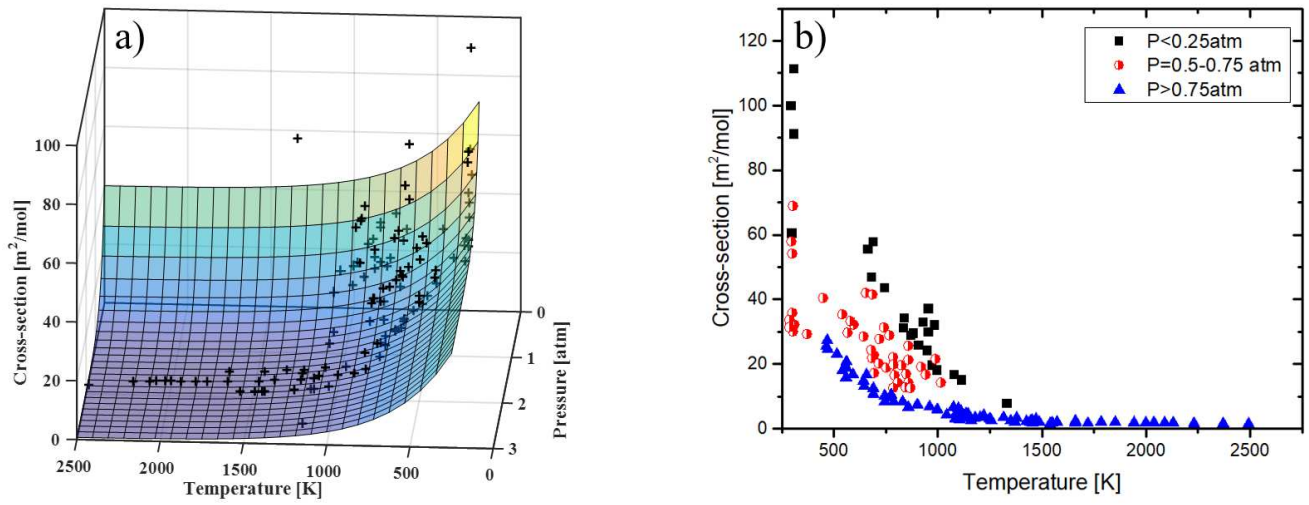 a)
100
80
60
40
20
0
Cross-section [m²/mol]
2500
2000
1500
1000
500
0
Temperature [K]
0
1
2
3
Pressure [atm]
b)
P<0.25atm
P=0.5-0.75 atm
P>0.75atm
120
100
80
60
40
20
0
Cross-section [m²/mol]
500
1000
1500
2000
2500
Temperature [K]